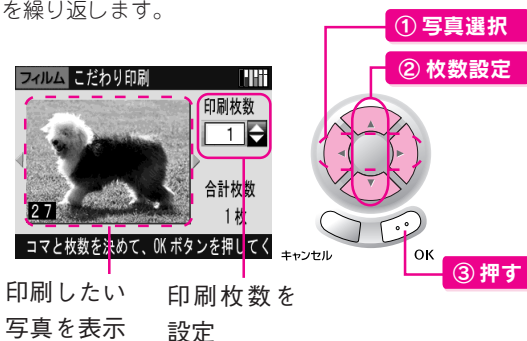 を繰り返します。
① 写真選択
② 枚数設定
フィルム こだわり印刷
印刷枚数
1
合計枚数
1枚
27
コマと枚数を決めて、OKボタンを押してく
キャンセル
OK
③ 押す
印刷したい
写真を表示
印刷枚数を
設定